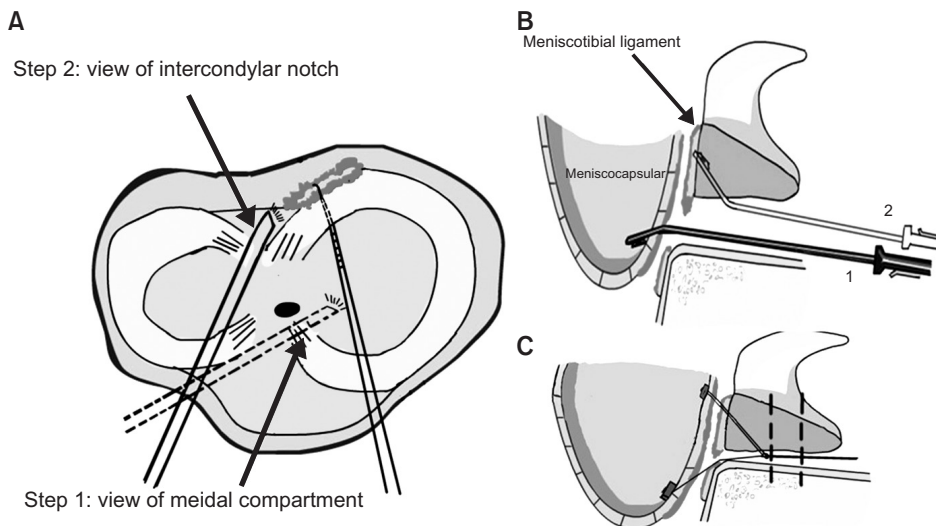 A
Step 2: view of intercondylar notch
Step 1: view of meidal compartment
B
Meniscotibial ligament
Meniscocapsular
2
1
C